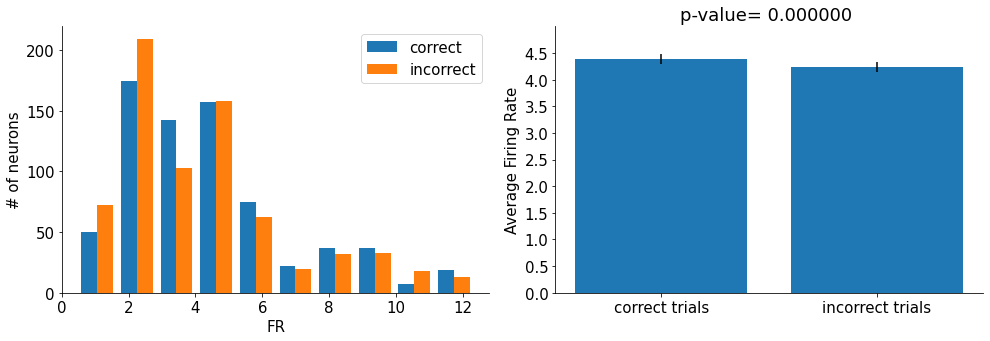 200
150
100
50
0
# of neurons
0 2 4 6 8 10 12
FR
correct
incorrect
p-value= 0.000000
4.5
4.0
3.5
3.0
2.5
2.0
1.5
1.0
0.5
0.0
Average Firing Rate
correct trials incorrect trials